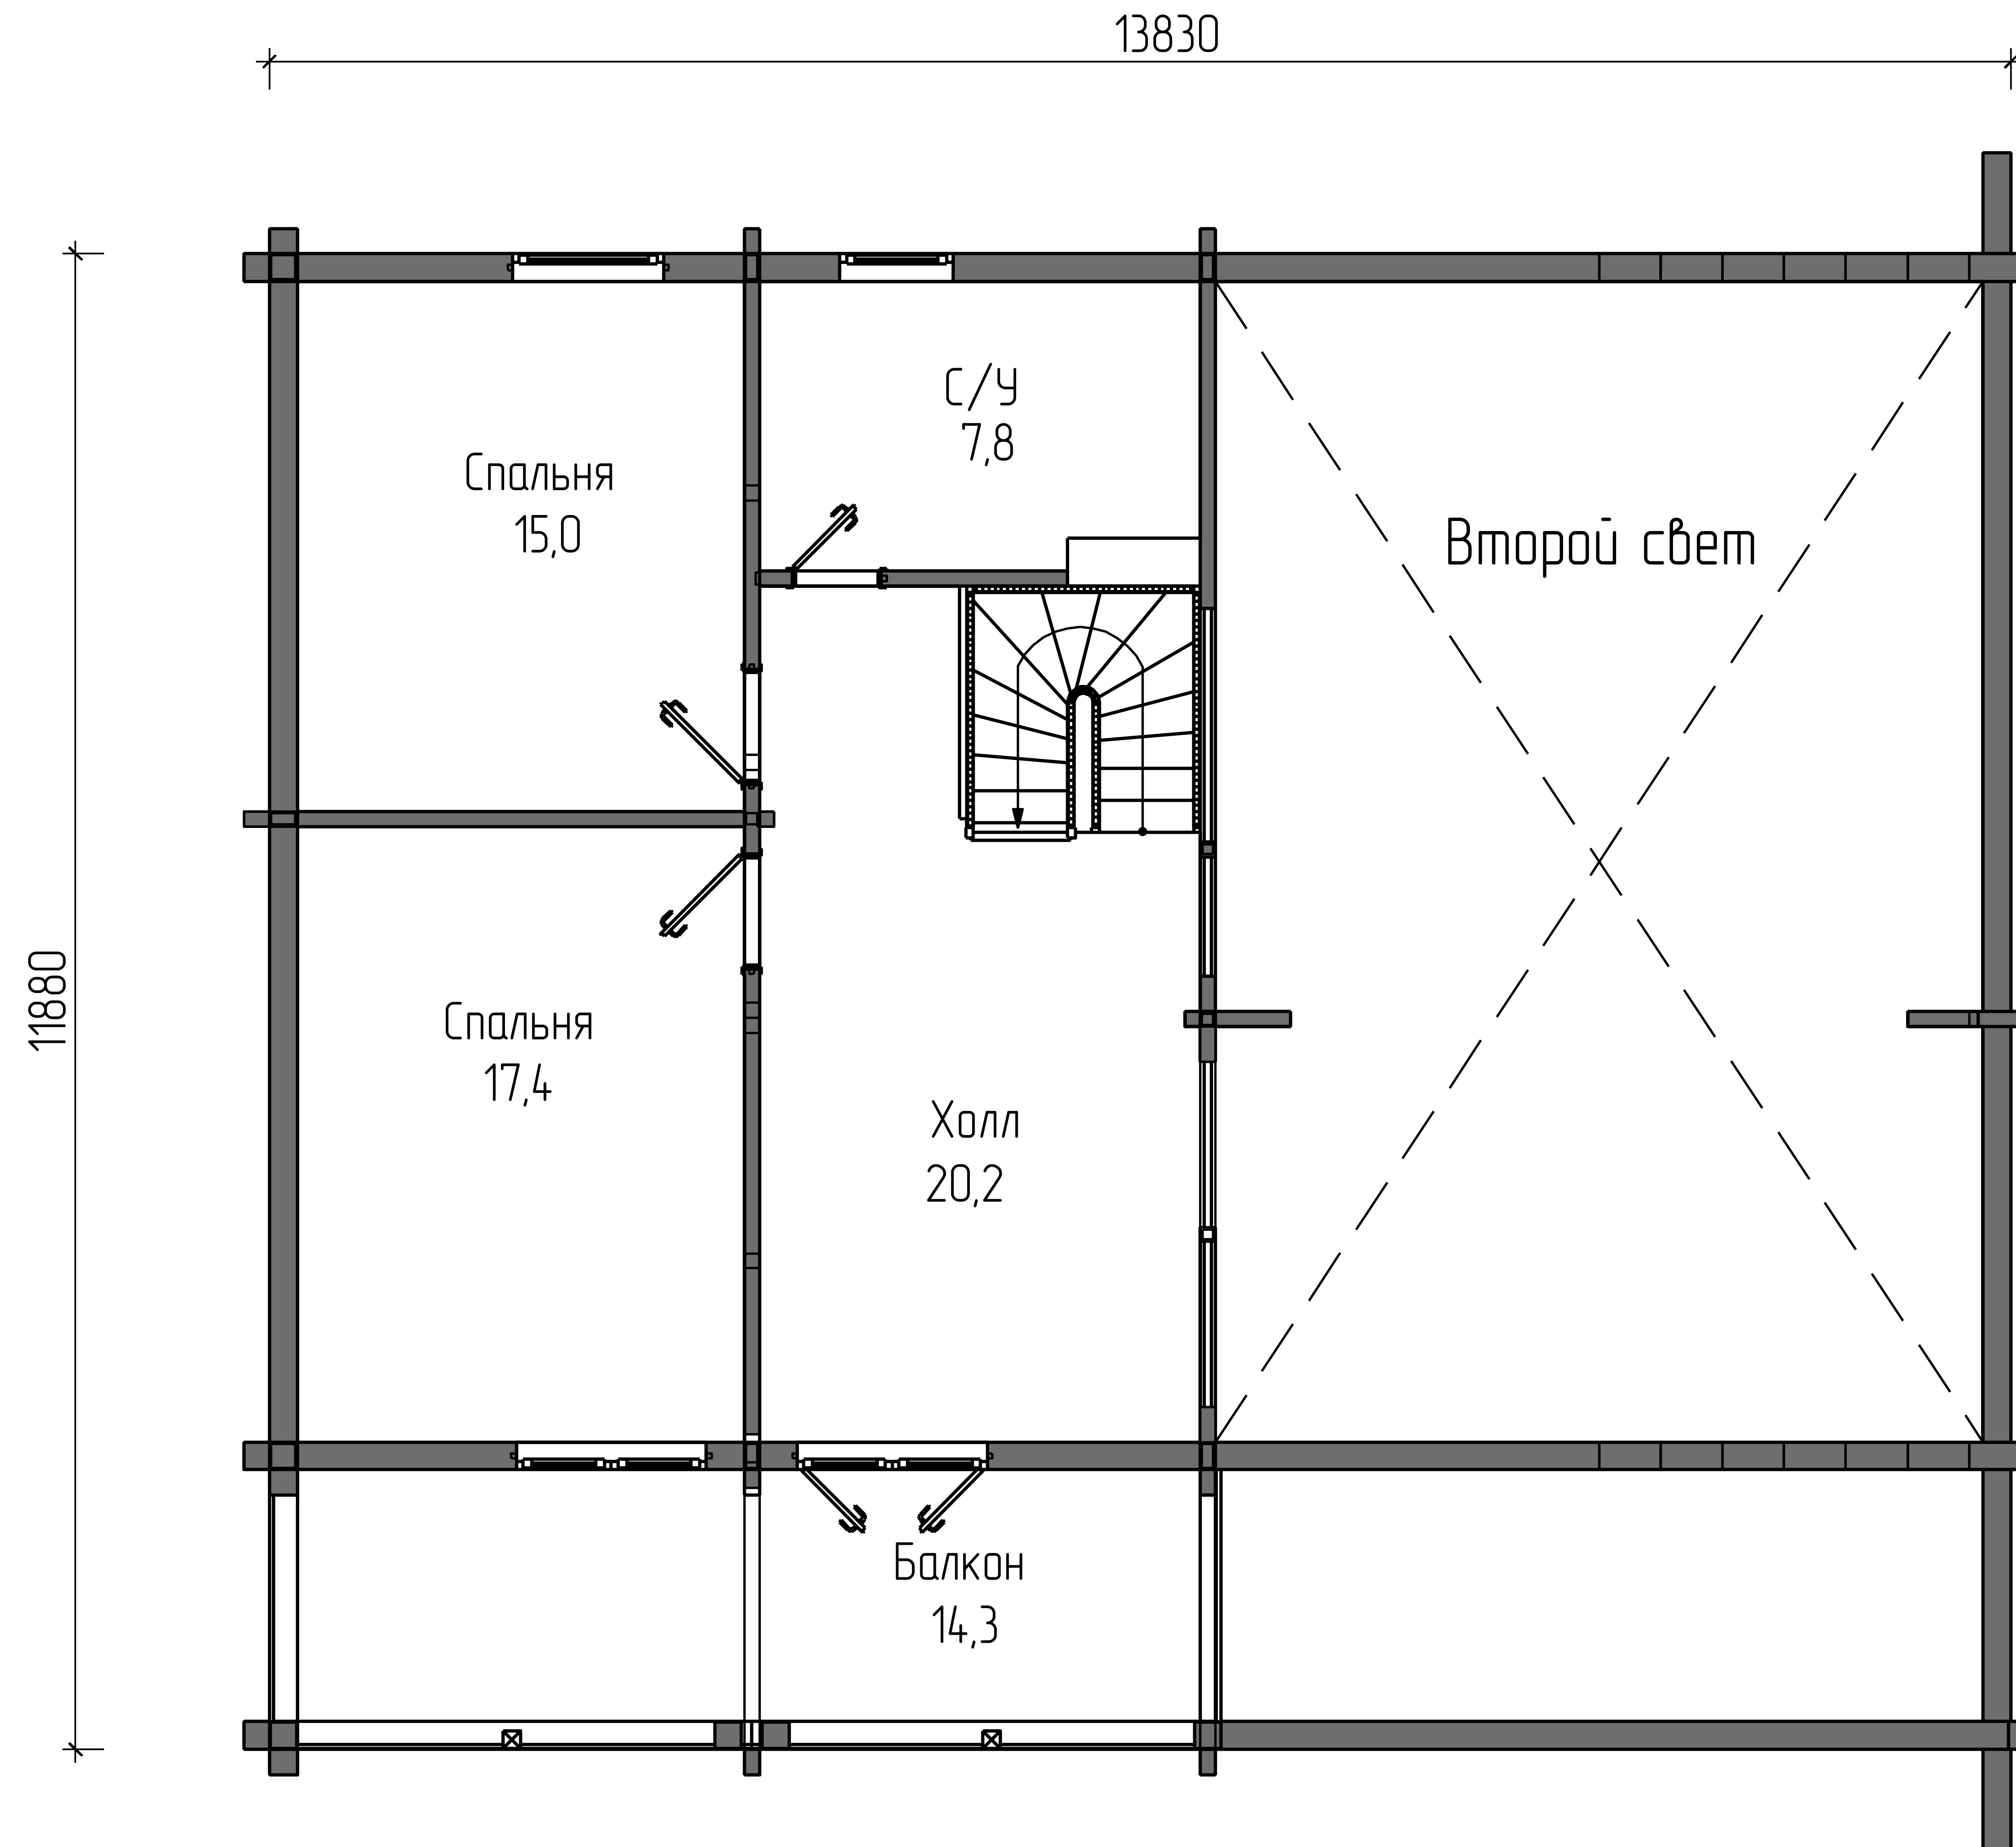 13830
С/У
7,8
Спальня
15,0
Второй свет
11880
Спальня
17,4
Холл
20,2
Балкон
14,3